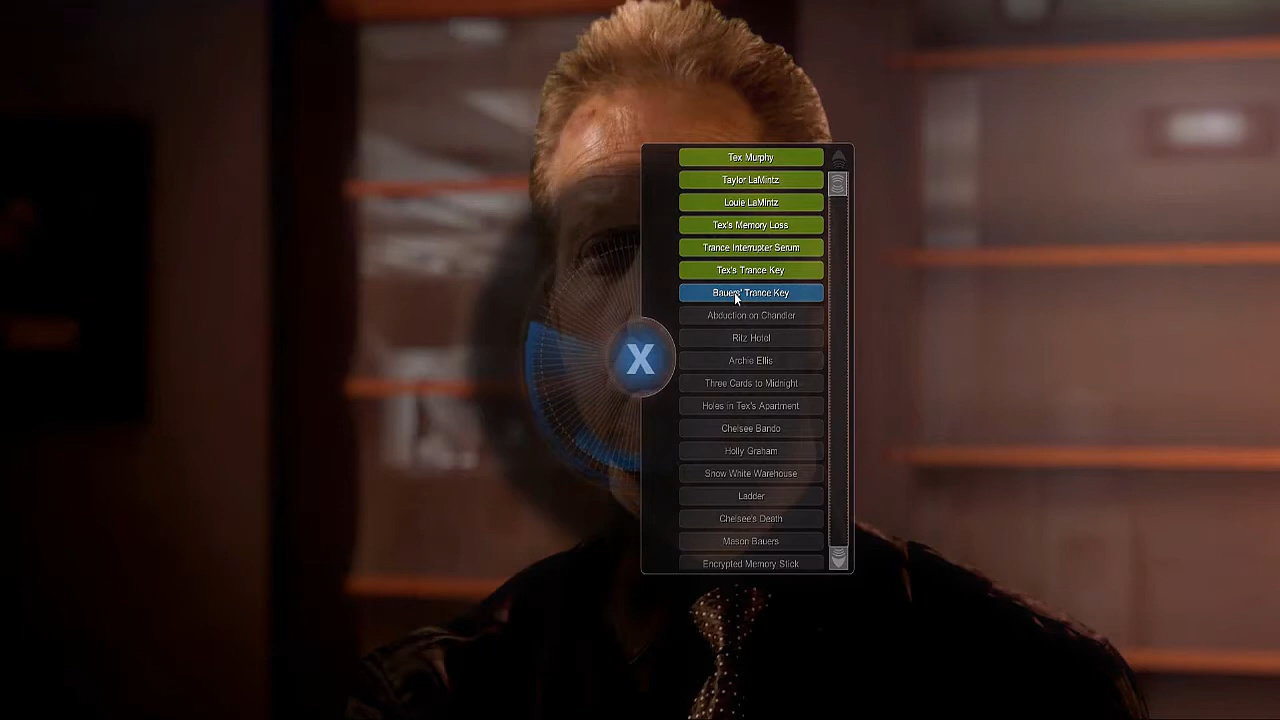 Tex Murphy
Taylor LaMintz
Louie LaMintz
Tex's Memory Loss
Trance Interrupter Serum
Tex's Trance Key
Bauers' Trance Key
Abduction on Chandler
Ritz Hotel
Archie Ellis
Three Cards to Midnight
Holes in Tex's Apartment
Chelsee Bando
X
Holly Graham
Snow White Warehouse
Ladder
Chelsee's Death
Mason Bauers
Encrypted Memory Stick